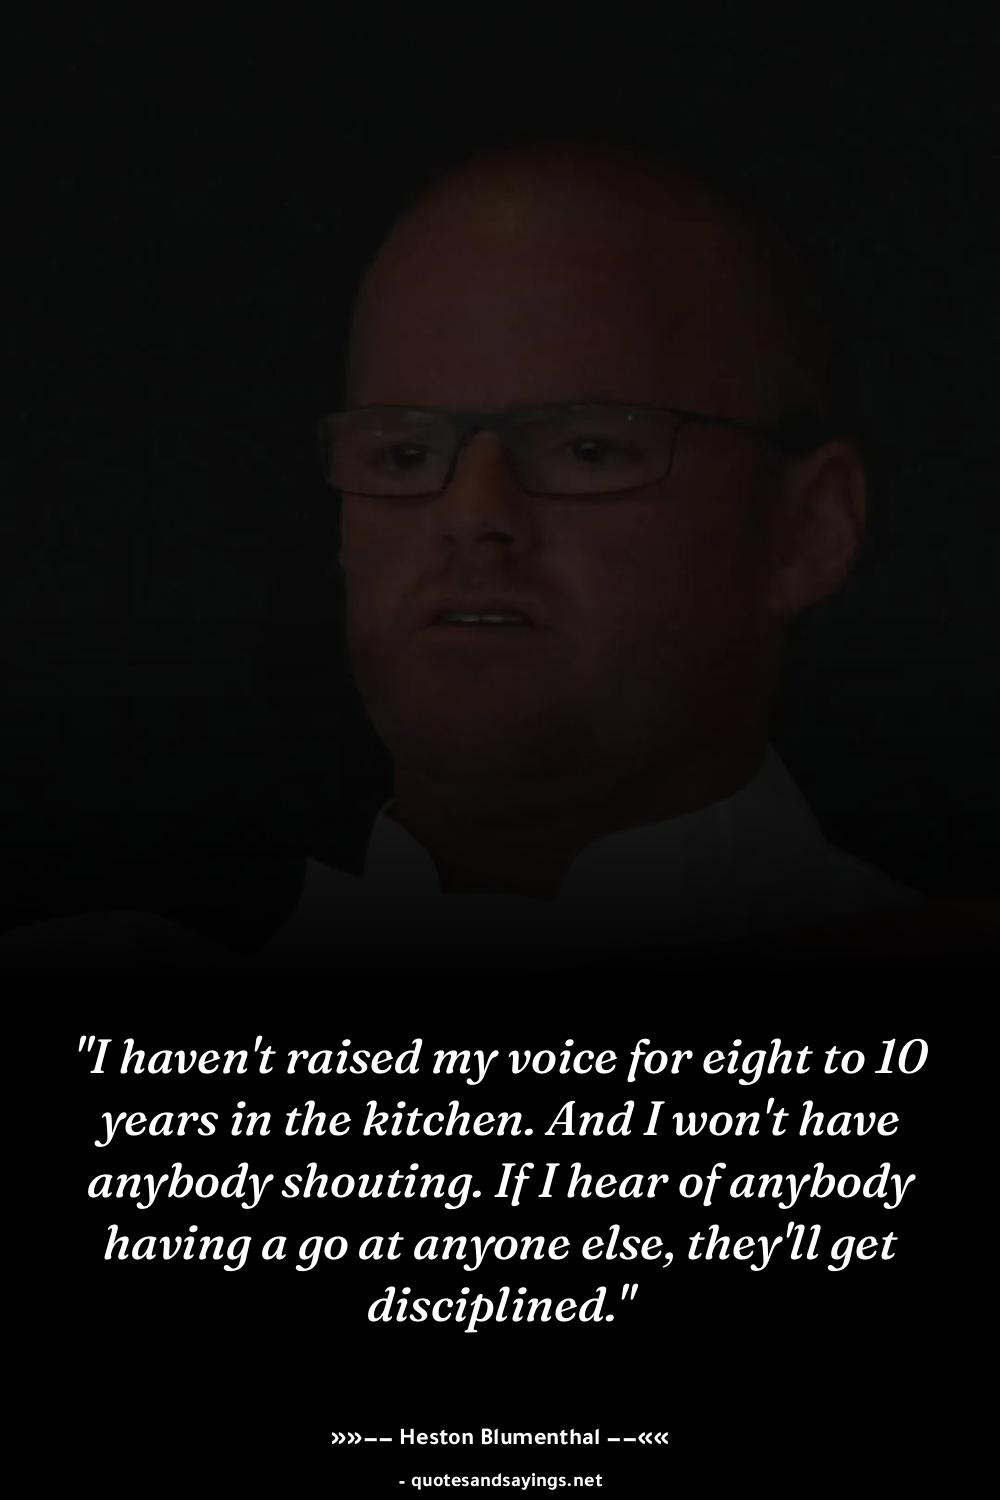 "I haven't raised my voice for eight to 10
years in the kitchen. And I won't have
anybody shouting. If I hear of anybody
having a go at anyone else, they'll get
disciplined."
»»−− Heston Blumenthal −−««
- quotesandsayings.net